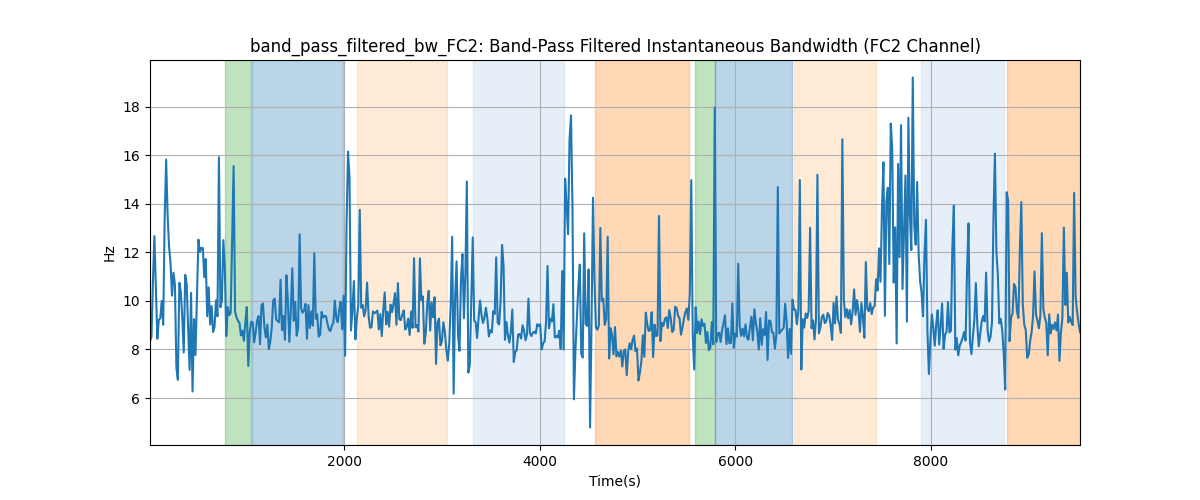 band_pass_filtered_bw_FC2: Band-Pass Filtered Instantaneous Bandwidth (FC2 Channel)
18
16
14
12
10
8
6
Hz
2000 4000 6000 8000
Time(s)